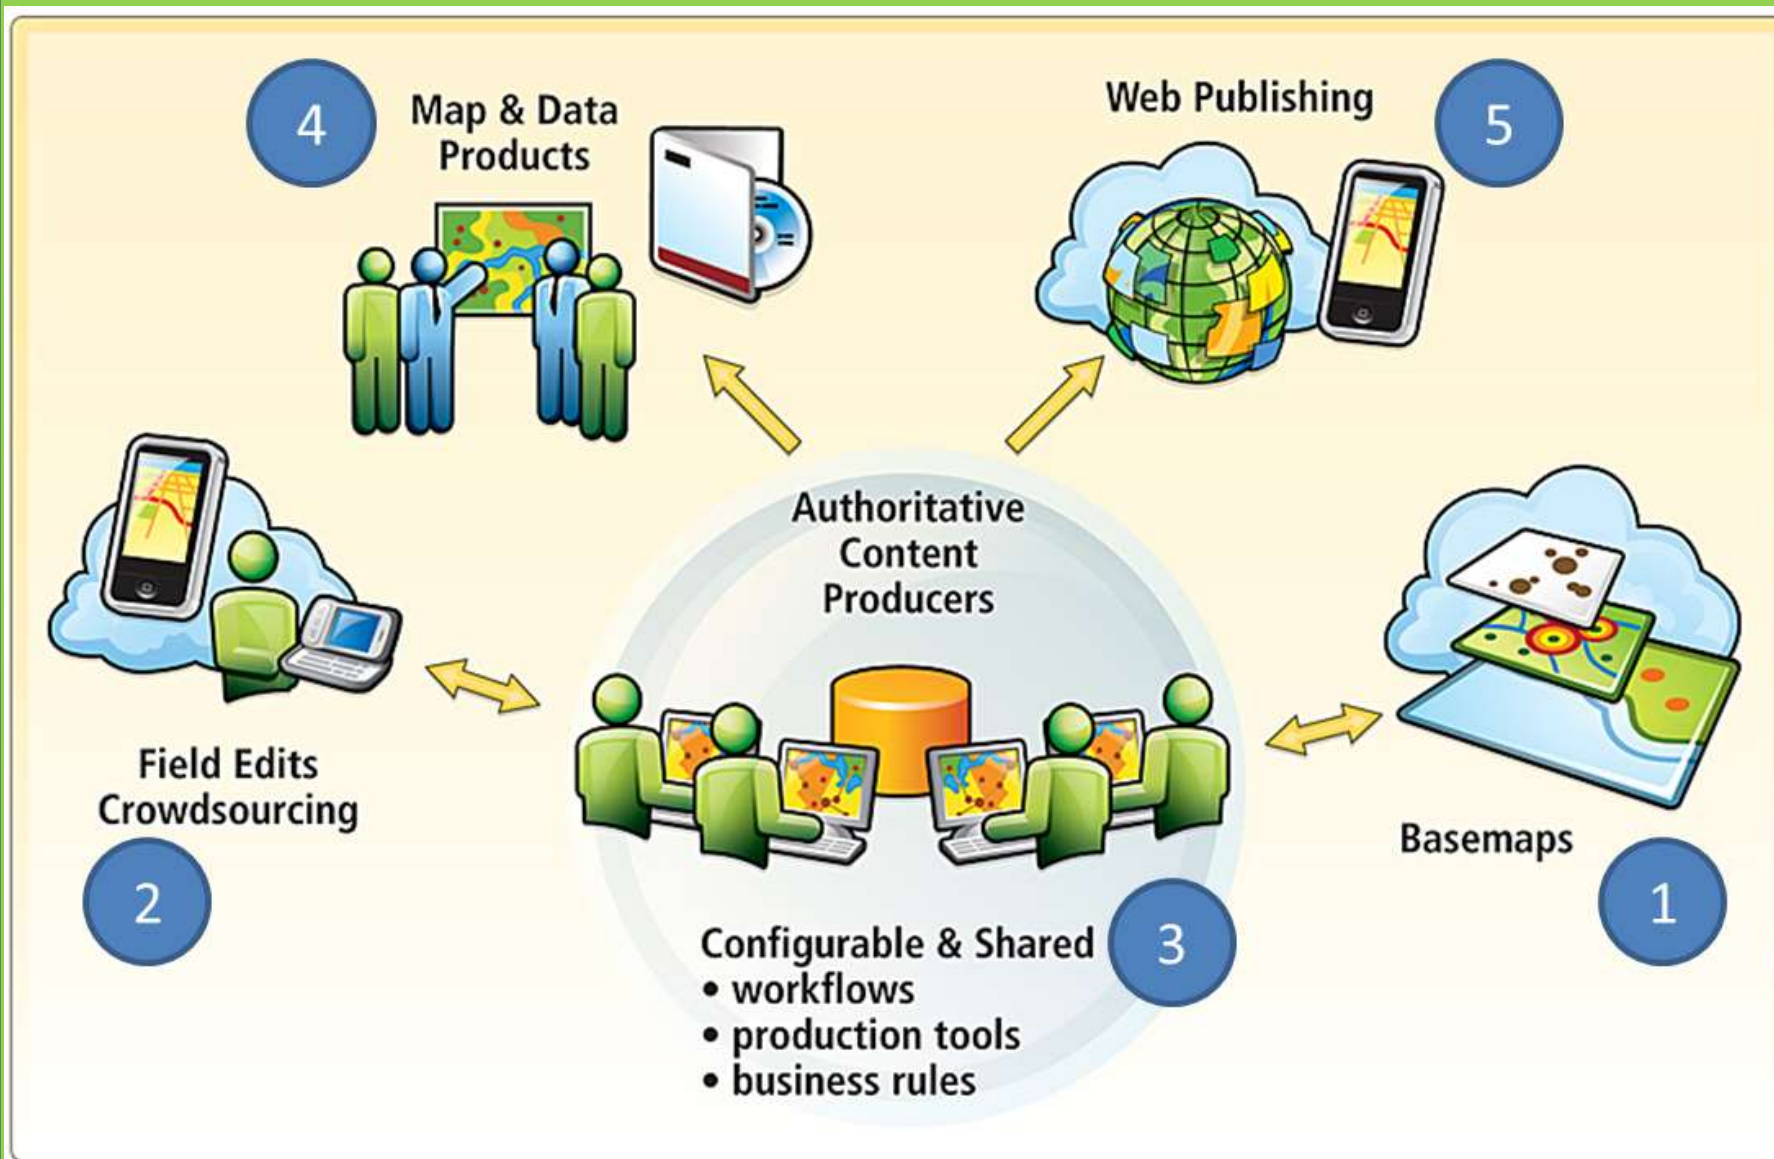 4
Map & Data
Products
Web Publishing
5
Authoritative
Content
Producers
Field Edits
Crowdsourcing
2
Basemaps
1
Configurable & Shared
• workflows
• production tools
• business rules
3